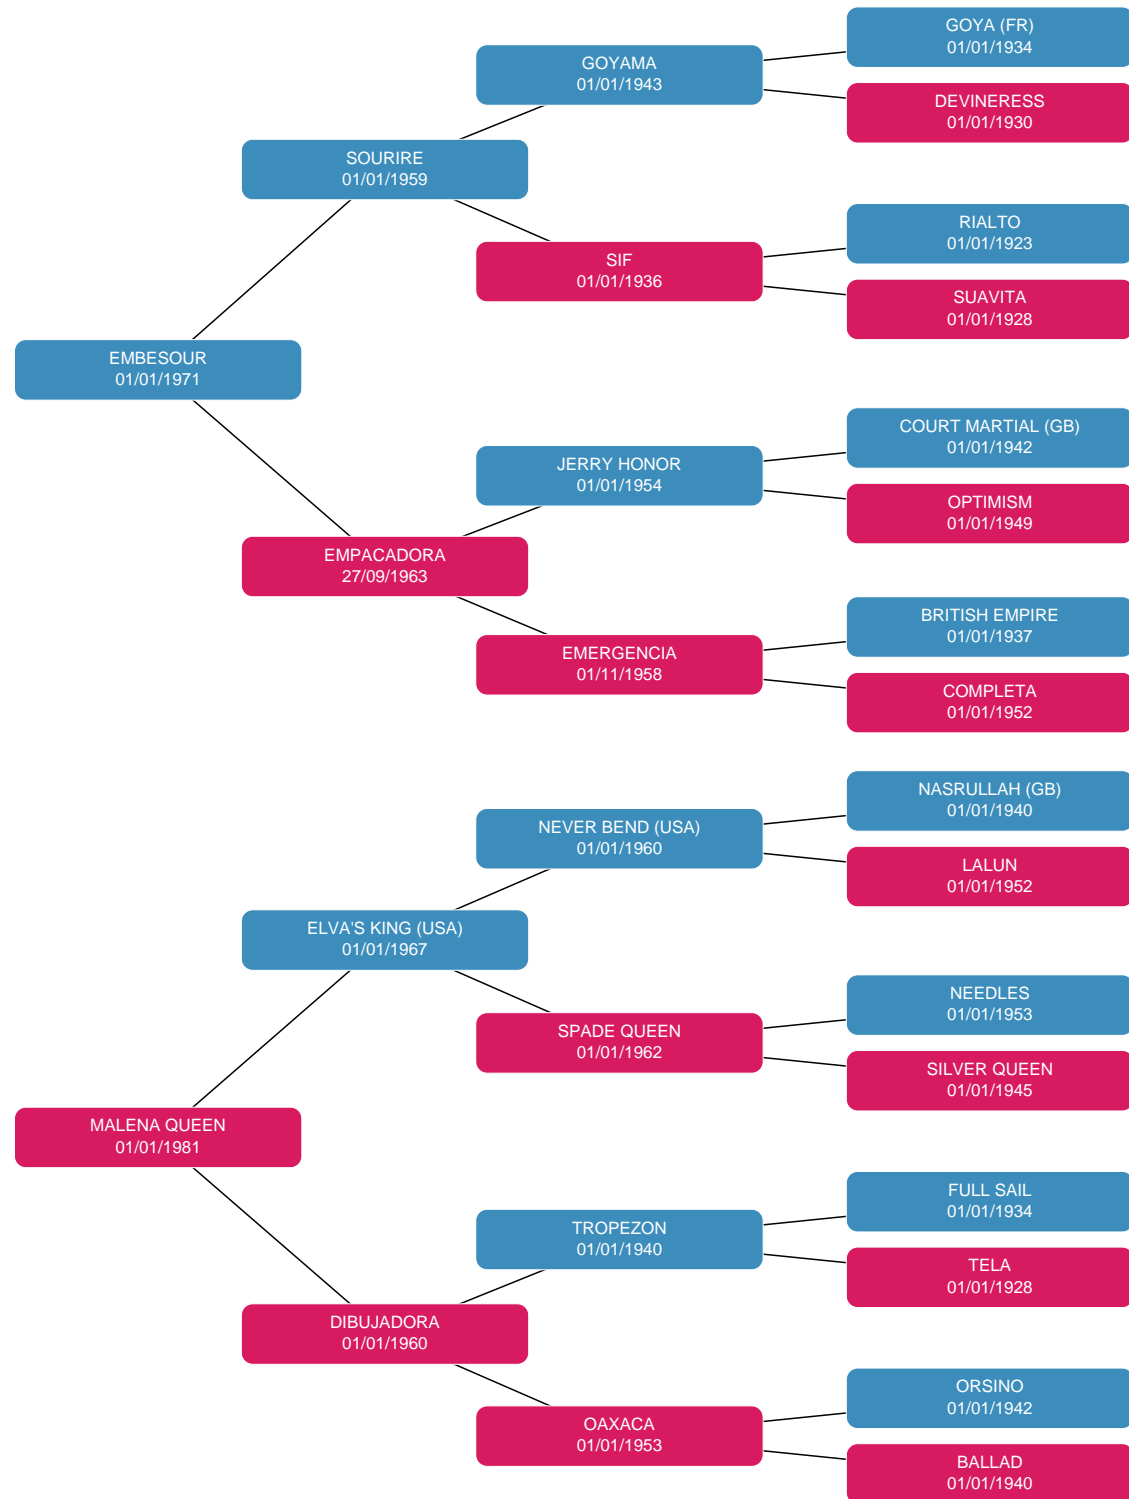 GOYA (FR)
01/01/1934
GOYAMA
01/01/1943
DEVINERESS
01/01/1930
SOURIRE
01/01/1959
RIALTO
01/01/1923
SIF
01/01/1936
SUAVITA
01/01/1928
EMBESOUR
01/01/1971
COURT MARTIAL (GB)
01/01/1942
JERRY HONOR
01/01/1954
OPTIMISM
01/01/1949
EMPACADORA
27/09/1963
BRITISH EMPIRE
01/01/1937
EMERGENCIA
01/11/1958
COMPLETA
01/01/1952
NASRULLAH (GB)
01/01/1940
NEVER BEND (USA)
01/01/1960
LALUN
01/01/1952
ELVA'S KING (USA)
01/01/1967
NEEDLES
01/01/1953
SPADE QUEEN
01/01/1962
SILVER QUEEN
01/01/1945
MALENA QUEEN
01/01/1981
FULL SAIL
01/01/1934
TROPEZON
01/01/1940
TELA
01/01/1928
DIBUJADORA
01/01/1960
ORSINO
01/01/1942
OAXACA
01/01/1953
BALLAD
01/01/1940